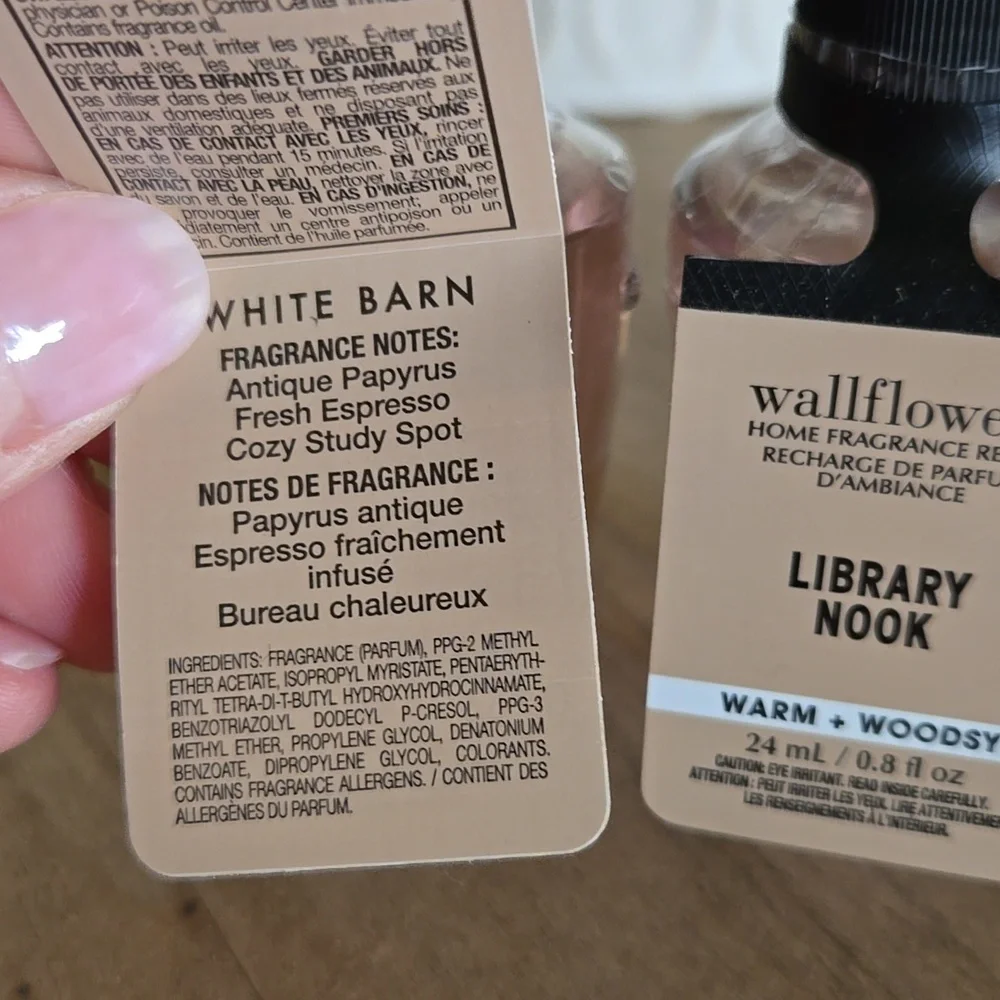 physician or Poison Control Center
Contains fragrance oil.
ATTENTION : Peut irriter les yeux. Éviter tout
contact avec les yeux. GARDER HORS
DE PORTÉE DES ENFANTS ET DES ANIMAUX. Ne
pas utiliser dans des lieux fermés réservés aux
animaux domestiques et ne disposant pas
d'une ventilation adéquate. PREMIERS SOINS :
EN CAS DE CONTACT AVEC LES YEUX, rincer
avec de l'eau pendant 15 minutes. Si l'irritation
persiste, consulter un médecin. EN CAS DE
CONTACT AVEC LA PEAU, nettoyer la zone avec
du savon et de l'eau. EN CAS D'INGESTION, ne
provoquer le vomissement; appeler
diatement un centre antipoison ou un
cin. Contient de l'huile parfumée.
WHITE BARN
FRAGRANCE NOTES:
Antique Papyrus
Fresh Espresso
Cozy Study Spot
NOTES DE FRAGRANCE :
Papyrus antique
Espresso fraîchement
infusé
Bureau chaleureux
INGREDIENTS: FRAGRANCE (PARFUM), PPG-2 METHYL
ETHER ACETATE, ISOPROPYL MYRISTATE, PENTAERYTH-
RITYL TETRA-DI-T-BUTYL HYDROXYHYDROCINNAMATE,
BENZOTRIAZOLYL DODECYL P-CRESOL, PPG-3
METHYL ETHER, PROPYLENE GLYCOL, DENATONIUM
BENZOATE, DIPROPYLENE GLYCOL, COLORANTS.
CONTAINS FRAGRANCE ALLERGENS. / CONTIENT DES
ALLERGÈNES DU PARFUM.
wallflowe
HOME FRAGRANCE RE
RECHARGE DE PARFU
D'AMBIANCE
LIBRARY
NOOK
WARM + WOODSY
24 mL / 0.8 fl oz
CAUTION: EYE IRRITANT. READ INSIDE CAREFULLY.
ATTENTION : PEUT IRRITER LES YEUX. LIRE ATTENTIVEME
LES RENSEIGNEMENTS À L'INTÉRIEUR.